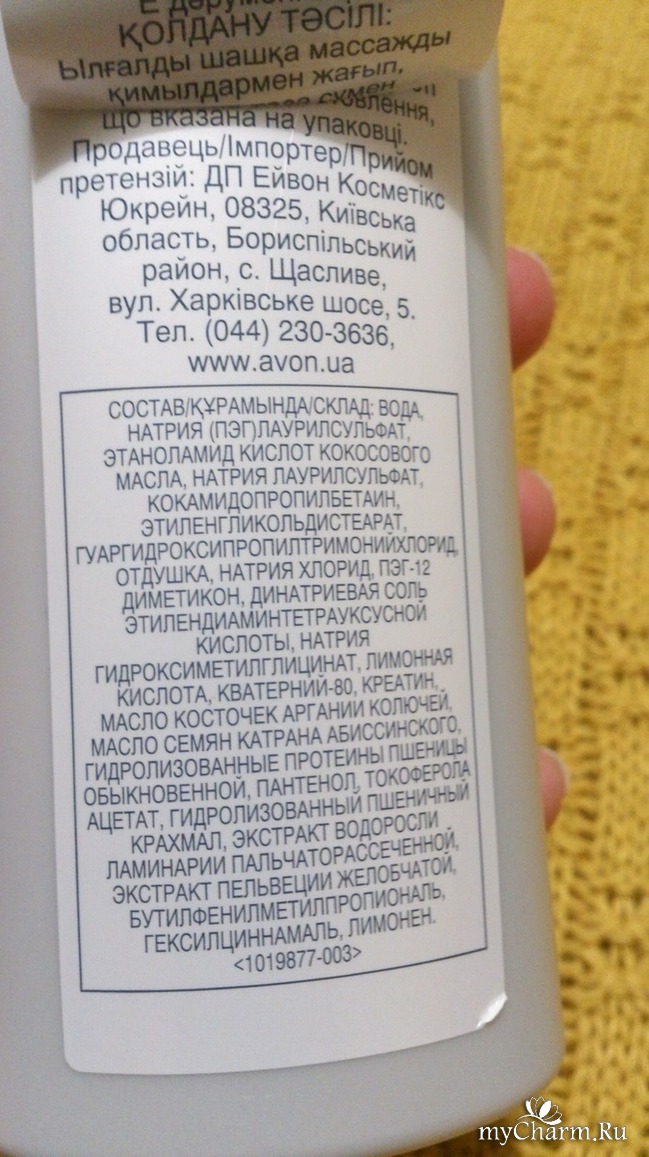 ҚОЛДАНУ ТӘСІЛІ:
Ылғалды шашқа массажды
қимылдармен жағып,
що вказана на упаковці.
Продавець/Імпортер/Прийом
претензій: ДП Ейвон Косметікс
Юкрейн, 08325, Київська
область, Бориспільський
район, с. Щасливе,
вул. Харківське шосе, 5.
Тел. (044) 230-3636,
www.avon.ua
СОСТАВ/ҚҰРАМЫНДА/СКЛАД: ВОДА,
НАТРИЯ (ПЭГ)ЛАУРИЛСУЛЬФАТ,
ЭТАНОЛАМИД КИСЛОТ КОКОСОВОГО
МАСЛА, НАТРИЯ ЛАУРИЛСУЛЬФАТ,
КОКАМИДОПРОПИЛБЕТАИН,
ЭТИЛЕНГЛИКОЛЬДИСТЕАРАТ,
ГУАРГИДРОКСИПРОПИЛТРИМОНИЙХЛОРИД,
ОТДУШКА, НАТРИЯ ХЛОРИД, ПЭГ-12
ДИМЕТИКОН, ДИНАТРИЕВАЯ СОЛЬ
ЭТИЛЕНДИАМИНТЕТРАУКСУСНОЙ
КИСЛОТЫ, НАТРИЯ
ГИДРОКСИМЕТИЛГЛИЦИНАТ, ЛИМОННАЯ
КИСЛОТА, КВАТЕРНИЙ-80, КРЕАТИН,
МАСЛО КОСТОЧЕК АРГАНИИ КОЛЮЧЕЙ,
МАСЛО СЕМЯН КАТРАНА АБИССИНСКОГО,
ГИДРОЛИЗОВАННЫЕ ПРОТЕИНЫ ПШЕНИЦЫ
ОБЫКНОВЕННОЙ, ПАНТЕНОЛ, ТОКОФЕРОЛА
АЦЕТАТ, ГИДРОЛИЗОВАННЫЙ ПШЕНИЧНЫЙ
КРАХМАЛ, ЭКСТРАКТ ВОДОРОСЛИ
ЛАМИНАРИИ ПАЛЬЧАТОРАССЕЧЕННОЙ,
ЭКСТРАКТ ПЕЛЬВЕЦИИ ЖЕЛОБЧАТОЙ,
БУТИЛФЕНИЛМЕТИЛПРОПИОНАЛЬ,
ГЕКСИЛЦИННАМАЛЬ, ЛИМОНЕН.
<1019877-003>
myCharm.Ru